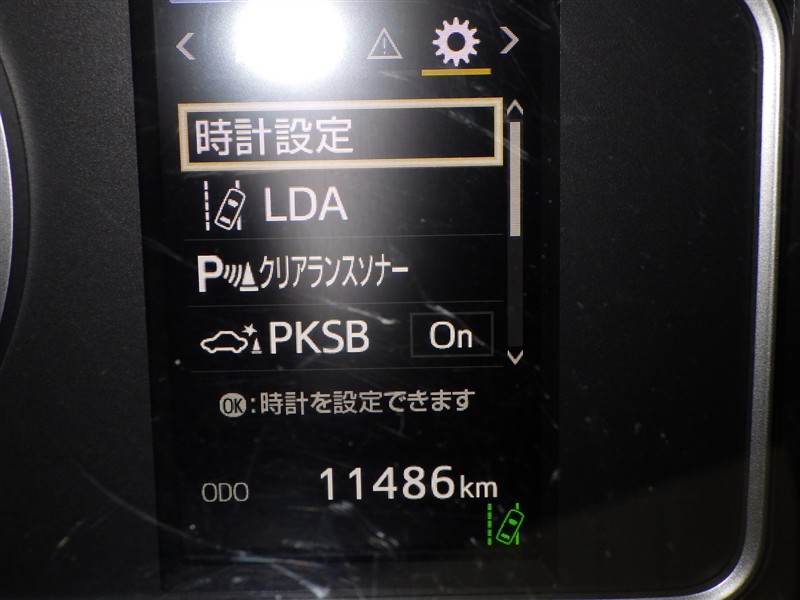 時計設定
LDA
Pクリアランスソナー
PKSB On
OK:時計を設定できます
ODO 11486km